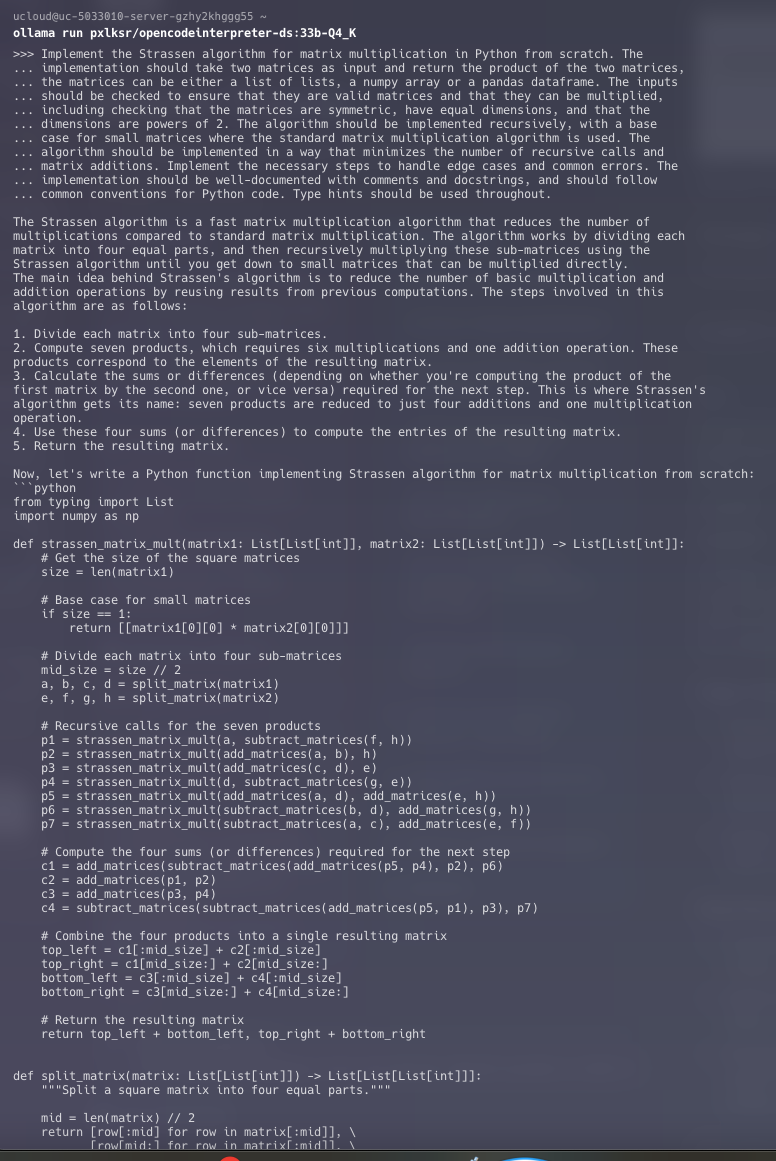 ucloud@uc-5033010-server-gzhy2khggg55 ~
ollama run pxlksr/opencodeinterpreter-ds:33b-Q4_K
>>> Implement the Strassen algorithm for matrix multiplication in Python from scratch. The
... implementation should take two matrices as input and return the product of the two matrices,
... the matrices can be either a list of lists, a numpy array or a pandas dataframe. The inputs
... should be checked to ensure that they are valid matrices and that they can be multiplied,
... including checking that the matrices are symmetric, have equal dimensions, and that the
... dimensions are powers of 2. The algorithm should be implemented recursively, with a base
... case for small matrices where the standard matrix multiplication algorithm is used. The
... algorithm should be implemented in a way that minimizes the number of recursive calls and
... matrix additions. Implement the necessary steps to handle edge cases and common errors. The
... implementation should be well-documented with comments and docstrings, and should follow
... common conventions for Python code. Type hints should be used throughout.

The Strassen algorithm is a fast matrix multiplication algorithm that reduces the number of
multiplications compared to standard matrix multiplication. The algorithm works by dividing each
matrix into four equal parts, and then recursively multiplying these sub-matrices using the
Strassen algorithm until you get down to small matrices that can be multiplied directly.
The main idea behind Strassen's algorithm is to reduce the number of basic multiplication and
addition operations by reusing results from previous computations. The steps involved in this
algorithm are as follows:

1. Divide each matrix into four sub-matrices.
2. Compute seven products, which requires six multiplications and one addition operation. These
products correspond to the elements of the resulting matrix.
3. Calculate the sums or differences (depending on whether you're computing the product of the
first matrix by the second one, or vice versa) required for the next step. This is where Strassen's
algorithm gets its name: seven products are reduced to just four additions and one multiplication
operation.
4. Use these four sums (or differences) to compute the entries of the resulting matrix.
5. Return the resulting matrix.

Now, let's write a Python function implementing Strassen algorithm for matrix multiplication from scratch:
```python
from typing import List
import numpy as np

def strassen_matrix_mult(matrix1: List[List[int]], matrix2: List[List[int]]) -> List[List[int]]:
    # Get the size of the square matrices
    size = len(matrix1)

    # Base case for small matrices
    if size == 1:
        return [[matrix1[0][0] * matrix2[0][0]]]

    # Divide each matrix into four sub-matrices
    mid_size = size // 2
    a, b, c, d = split_matrix(matrix1)
    e, f, g, h = split_matrix(matrix2)

    # Recursive calls for the seven products
    p1 = strassen_matrix_mult(a, subtract_matrices(f, h))
    p2 = strassen_matrix_mult(add_matrices(a, b), h)
    p3 = strassen_matrix_mult(add_matrices(c, d), e)
    p4 = strassen_matrix_mult(d, subtract_matrices(g, e))
    p5 = strassen_matrix_mult(add_matrices(a, d), add_matrices(e, h))
    p6 = strassen_matrix_mult(subtract_matrices(b, d), add_matrices(g, h))
    p7 = strassen_matrix_mult(subtract_matrices(a, c), add_matrices(e, f))

    # Compute the four sums (or differences) required for the next step
    c1 = add_matrices(subtract_matrices(add_matrices(p5, p4), p2), p6)
    c2 = add_matrices(p1, p2)
    c3 = add_matrices(p3, p4)
    c4 = subtract_matrices(subtract_matrices(add_matrices(p5, p1), p3), p7)

    # Combine the four products into a single resulting matrix
    top_left = c1[:mid_size] + c2[:mid_size]
    top_right = c1[mid_size:] + c2[mid_size:]
    bottom_left = c3[:mid_size] + c4[:mid_size]
    bottom_right = c3[mid_size:] + c4[mid_size:]

    # Return the resulting matrix
    return top_left + bottom_left, top_right + bottom_right


def split_matrix(matrix: List[List[int]]) -> List[List[List[int]]]:
    """Split a square matrix into four equal parts."""

    mid = len(matrix) // 2
    return [row[:mid] for row in matrix[:mid]], \
           [row[mid:] for row in matrix[:mid]], \